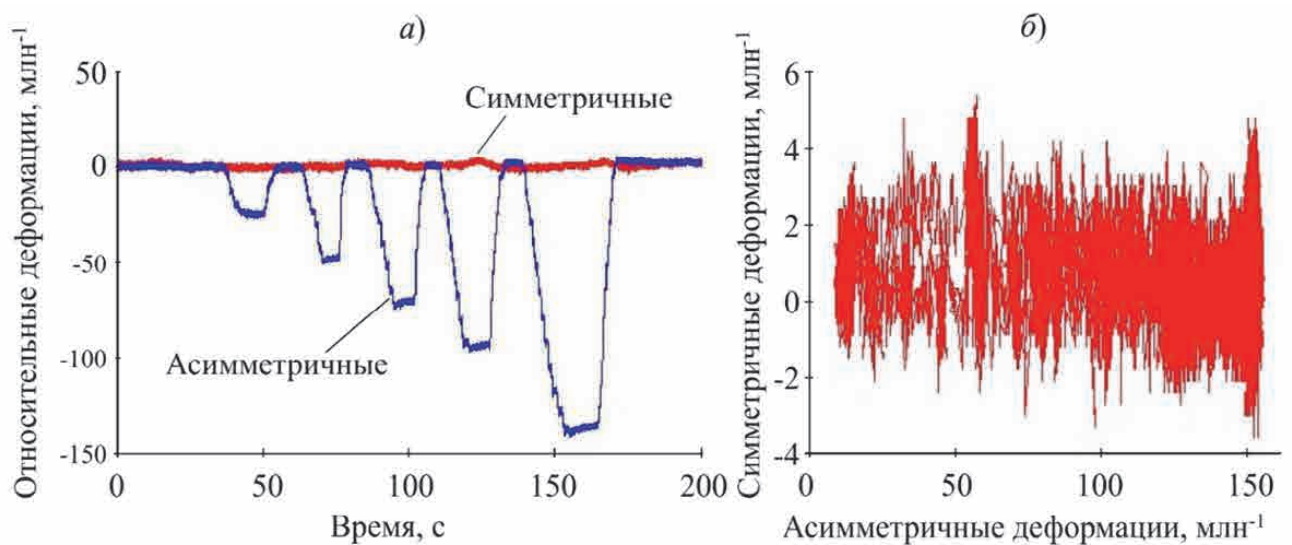 а)
Относительные деформации, млн⁻¹
50
0
-50
-100
-150
Симметричные
Асимметричные
0 50 100 150 200
Время, с
б)
Симметричные деформации, млн⁻¹
6
4
2
0
-2
-4
0 50 100 150
Асимметричные деформации, млн⁻¹